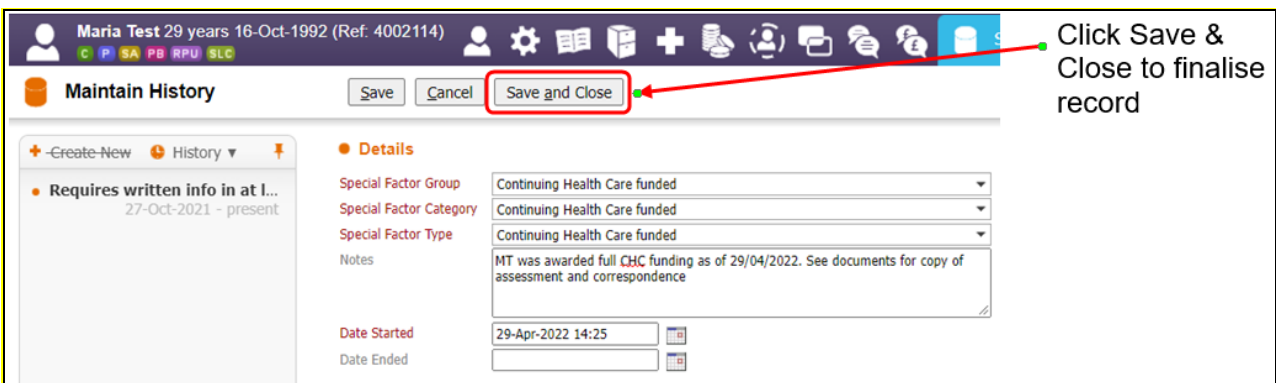 Maria Test 29 years 16-Oct-1992 (Ref: 4002114)
C P SA PB RPU SLC
Click Save &
Close to finalise
record
Maintain History
Save Cancel Save and Close
Create New History
Requires written info in at l...
27-Oct-2021 - present
Details
Special Factor Group Continuing Health Care funded
Special Factor Category Continuing Health Care funded
Special Factor Type Continuing Health Care funded
Notes MT was awarded full CHC funding as of 29/04/2022. See documents for copy of
assessment and correspondence
Date Started 29-Apr-2022 14:25
Date Ended